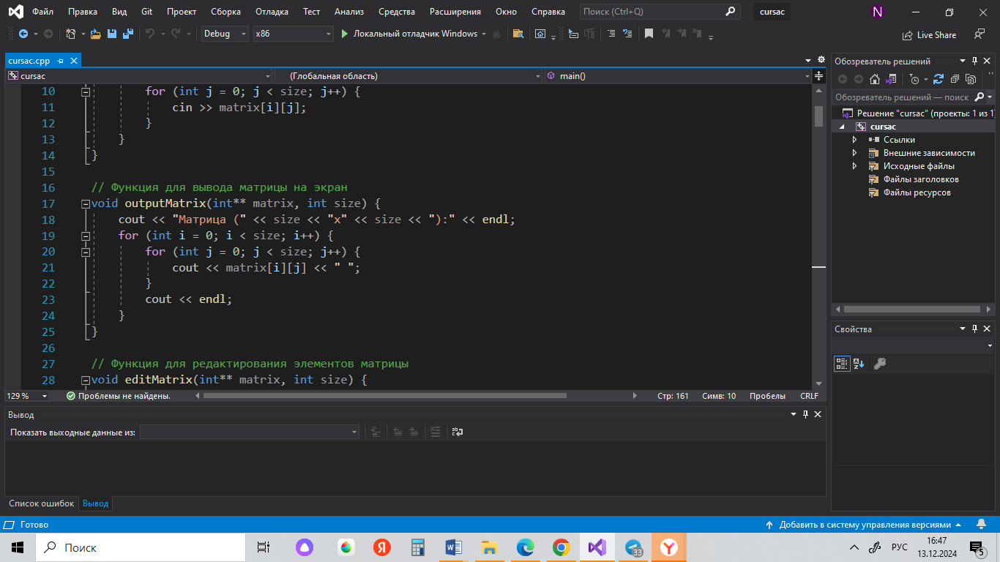 Файл Правка Вид Git Проект Сборка Отладка Тест Анализ Средства Расширения Окно Справка Поиск (Ctrl+Q) cursac N
Debug x86 Локальный отладчик Windows Live Share
cursac.cpp
cursac (Глобальная область) main()
10 for (int j = 0; j < size; j++) {
11 cin >> matrix[i][j];
12 }
13 }
14 }
15
16 // Функция для вывода матрицы на экран
17 void outputMatrix(int** matrix, int size) {
18 cout << "Матрица (" << size << "x" << size << "):" << endl;
19 for (int i = 0; i < size; i++) {
20 for (int j = 0; j < size; j++) {
21 cout << matrix[i][j] << " ";
22 }
23 cout << endl;
24 }
25 }
26
27 // Функция для редактирования элементов матрицы
28 void editMatrix(int** matrix, int size) {
129 % Проблемы не найдены. Стр: 161 Симв: 10 Пробелы CRLF
Вывод
Показать выходные данные из:
Список ошибок Вывод
Обозреватель решений
Обозреватель решений — поиск
Решение "cursac" (проекты: 1 из 1
cursac
Ссылки
Внешние зависимости
Исходные файлы
Файлы заголовков
Файлы ресурсов
Свойства
Готово Добавить в систему управления версиями
Поиск
Я
33
Y
РУС
16:47
13.12.2024
5